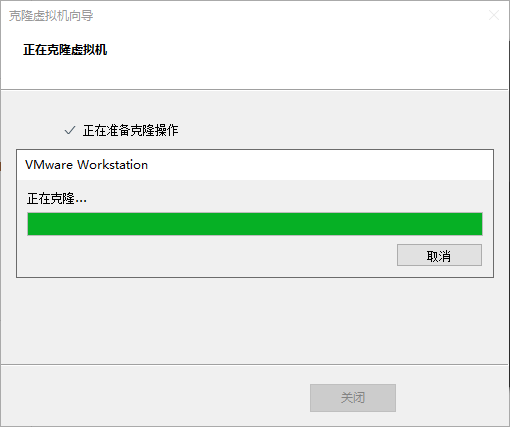 克隆虚拟机向导
正在克隆虚拟机
正在准备克隆操作
VMware Workstation
正在克隆...
取消
关闭